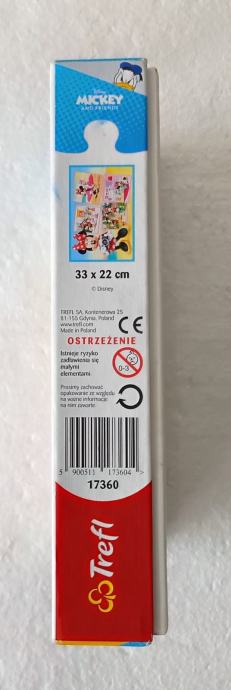 Disney
MICKEY
AND FRIENDS
33 x 22 cm
© Disney
TREFL SA, Kontenerowa 25
81-155 Gdynia, Poland
www.trefl.com
Made in Poland
CE
OSTRZEŻENIE
Istnieje ryzyko
zadławienia się
małymi
elementami.
0-3
Prosimy zachować
opakowanie ze względu
na ważne informacje
na nim zawarte.
5 900511 173604 >
17360
Trefl